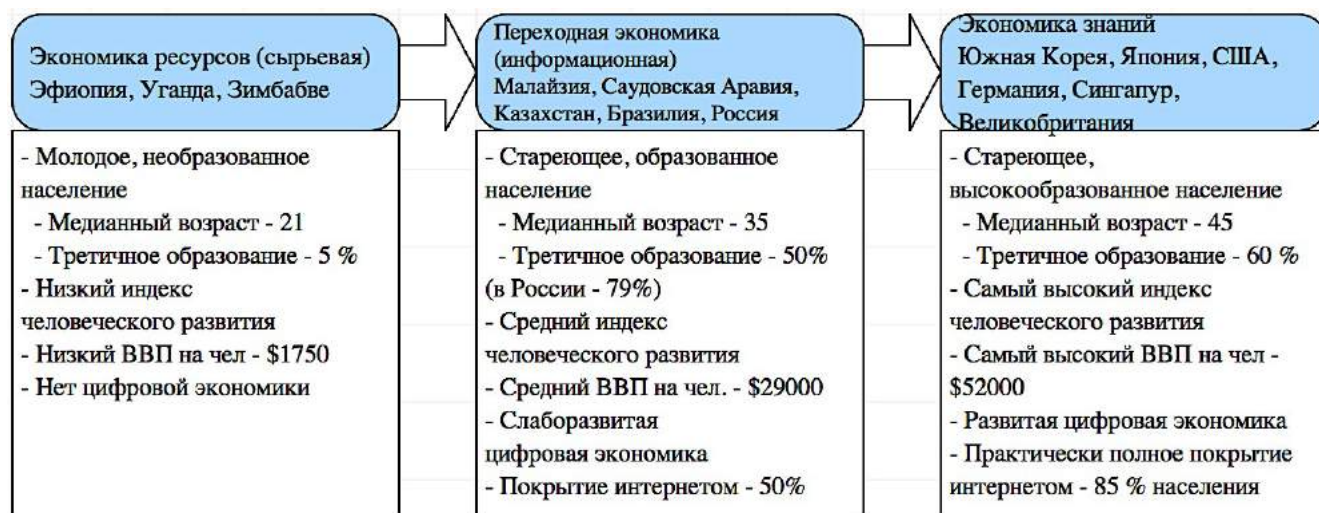 Экономика ресурсов (сырьевая)
Эфиопия, Уганда, Зимбабве
- Молодое, необразованное
население
- Медианный возраст - 21
- Третичное образование - 5 %
- Низкий индекс
человеческого развития
- Низкий ВВП на чел - $1750
- Нет цифровой экономики
Переходная экономика
(информационная)
Малайзия, Саудовская Аравия,
Казахстан, Бразилия, Россия
- Стареющее, образованное
население
- Медианный возраст - 35
- Третичное образование - 50%
(в России - 79%)
- Средний индекс
человеческого развития
- Средний ВВП на чел. - $29000
- Слаборазвитая
цифровая экономика
- Покрытие интернетом - 50%
Экономика знаний
Южная Корея, Япония, США,
Германия, Сингапур,
Великобритания
- Стареющее,
высокообразованное население
- Медианный возраст - 45
- Третичное образование - 60 %
- Самый высокий индекс
человеческого развития
- Самый высокий ВВП на чел -
$52000
- Развитая цифровая экономика
- Практически полное покрытие
интернетом - 85 % населения